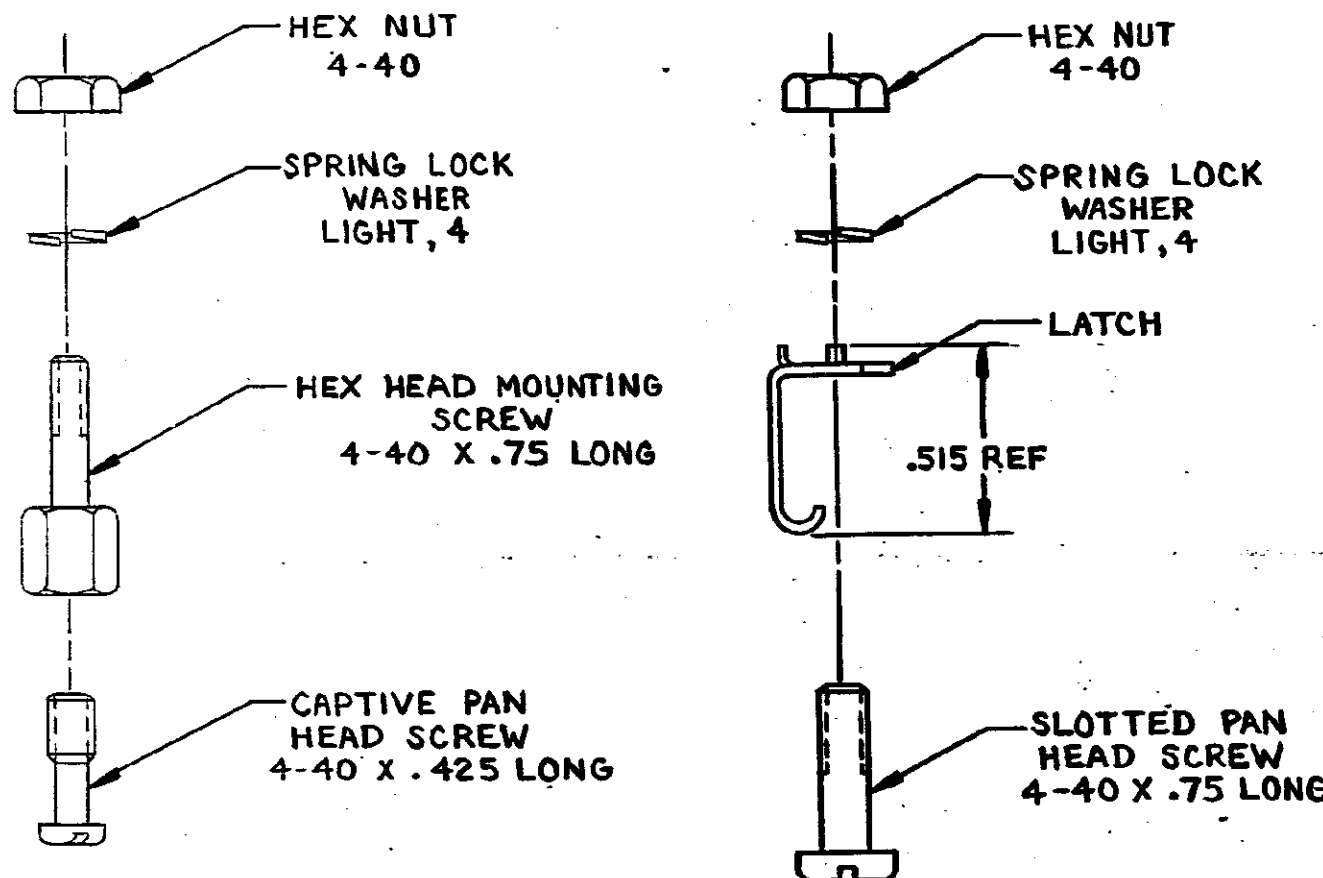 HEX NUT
4-40
SPRING LOCK
WASHER
LIGHT, 4
HEX HEAD MOUNTING
SCREW
4-40 X .75 LONG
CAPTIVE PAN
HEAD SCREW
4-40 X .425 LONG
HEX NUT
4-40
SPRING LOCK
WASHER
LIGHT, 4
LATCH
.515 REF
SLOTTED PAN
HEAD SCREW
4-40 X .75 LONG